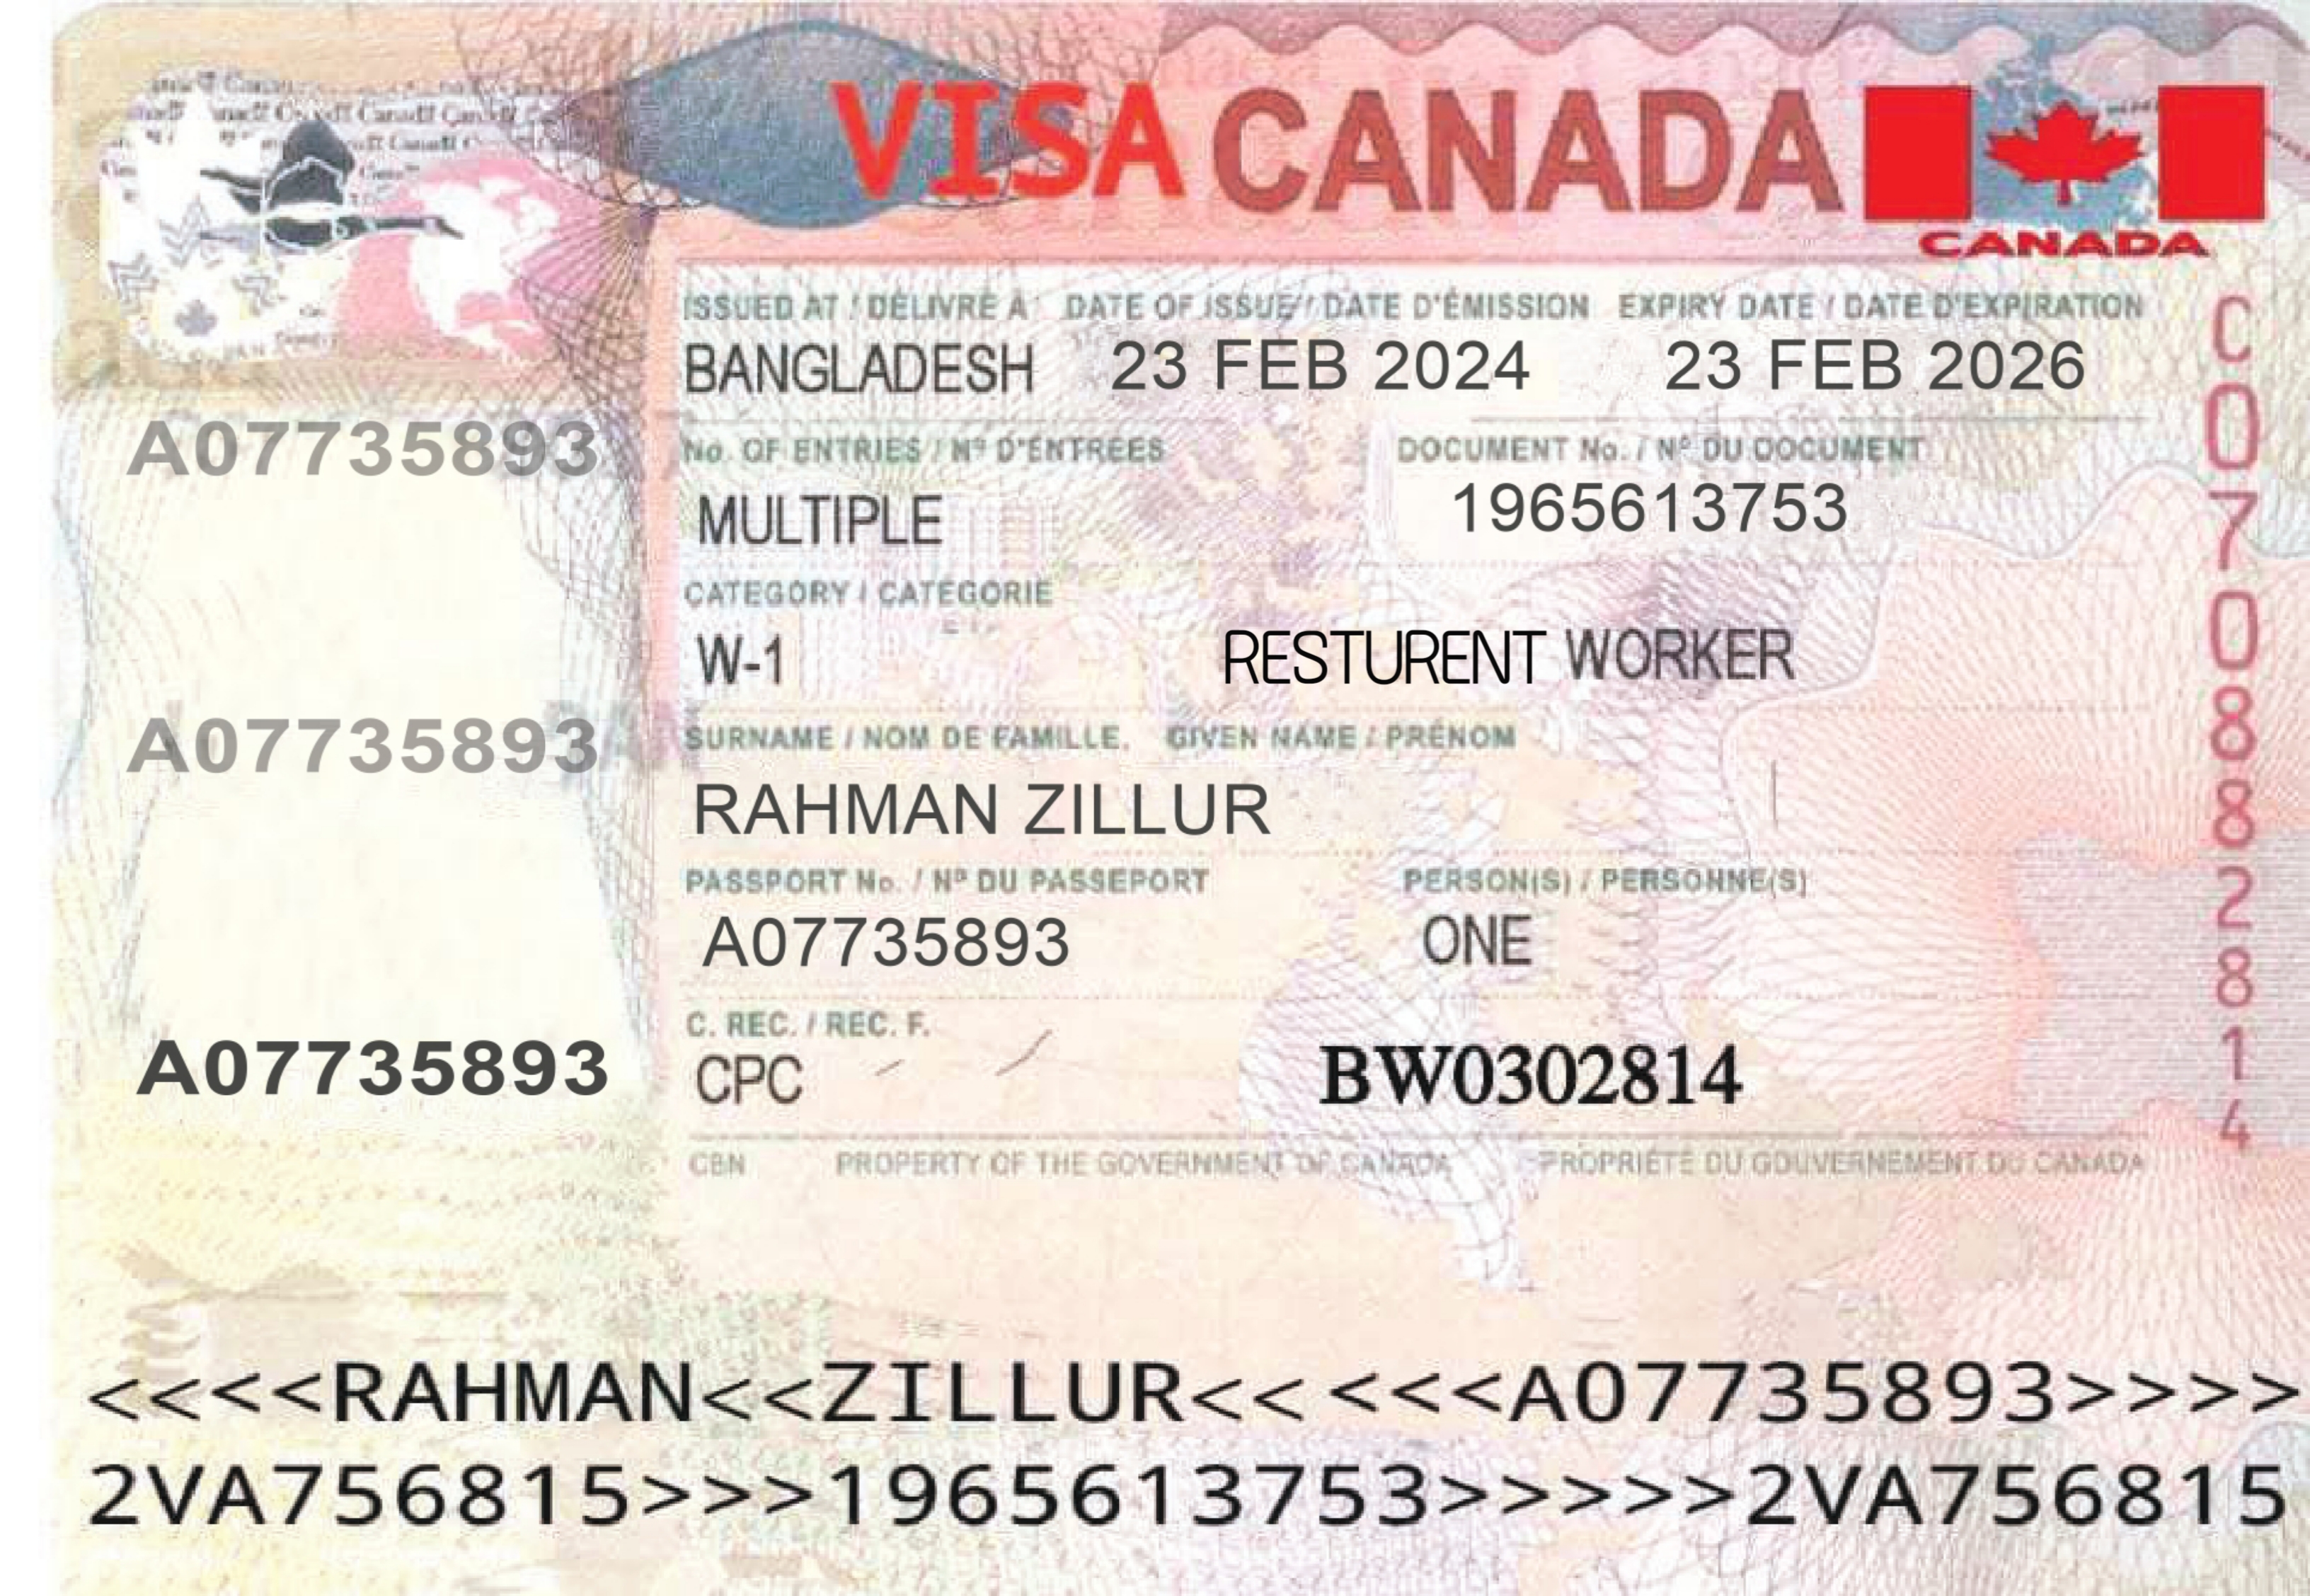 VISA CANADA
CANADA
ISSUED AT / DÉLIVRÉ À DATE OF ISSUE / DATE D'ÉMISSION EXPIRY DATE / DATE D'EXPIRATION
BANGLADESH 23 FEB 2024 23 FEB 2026
A07735893
No. OF ENTRIES / Nº D'ENTRÉES DOCUMENT No. / Nº DU DOCUMENT
MULTIPLE 1965613753
CATEGORY / CATÉGORIE
W-1 RESTURENT WORKER
A07735893
SURNAME / NOM DE FAMILLE, GIVEN NAME / PRÉNOM
RAHMAN ZILLUR
PASSPORT No. / Nº DU PASSEPORT PERSON(S) / PERSONNE(S)
A07735893 ONE
C. REC. / REC. F.
A07735893
CPC BW0302814
CBN PROPERTY OF THE GOVERNMENT OF CANADA PROPRIÉTÉ DU GOUVERNEMENT DU CANADA
C070882814
<<<<RAHMAN<<ZILLUR<< <<<A07735893>>>>
2VA756815>>>1965613753>>>>>2VA756815